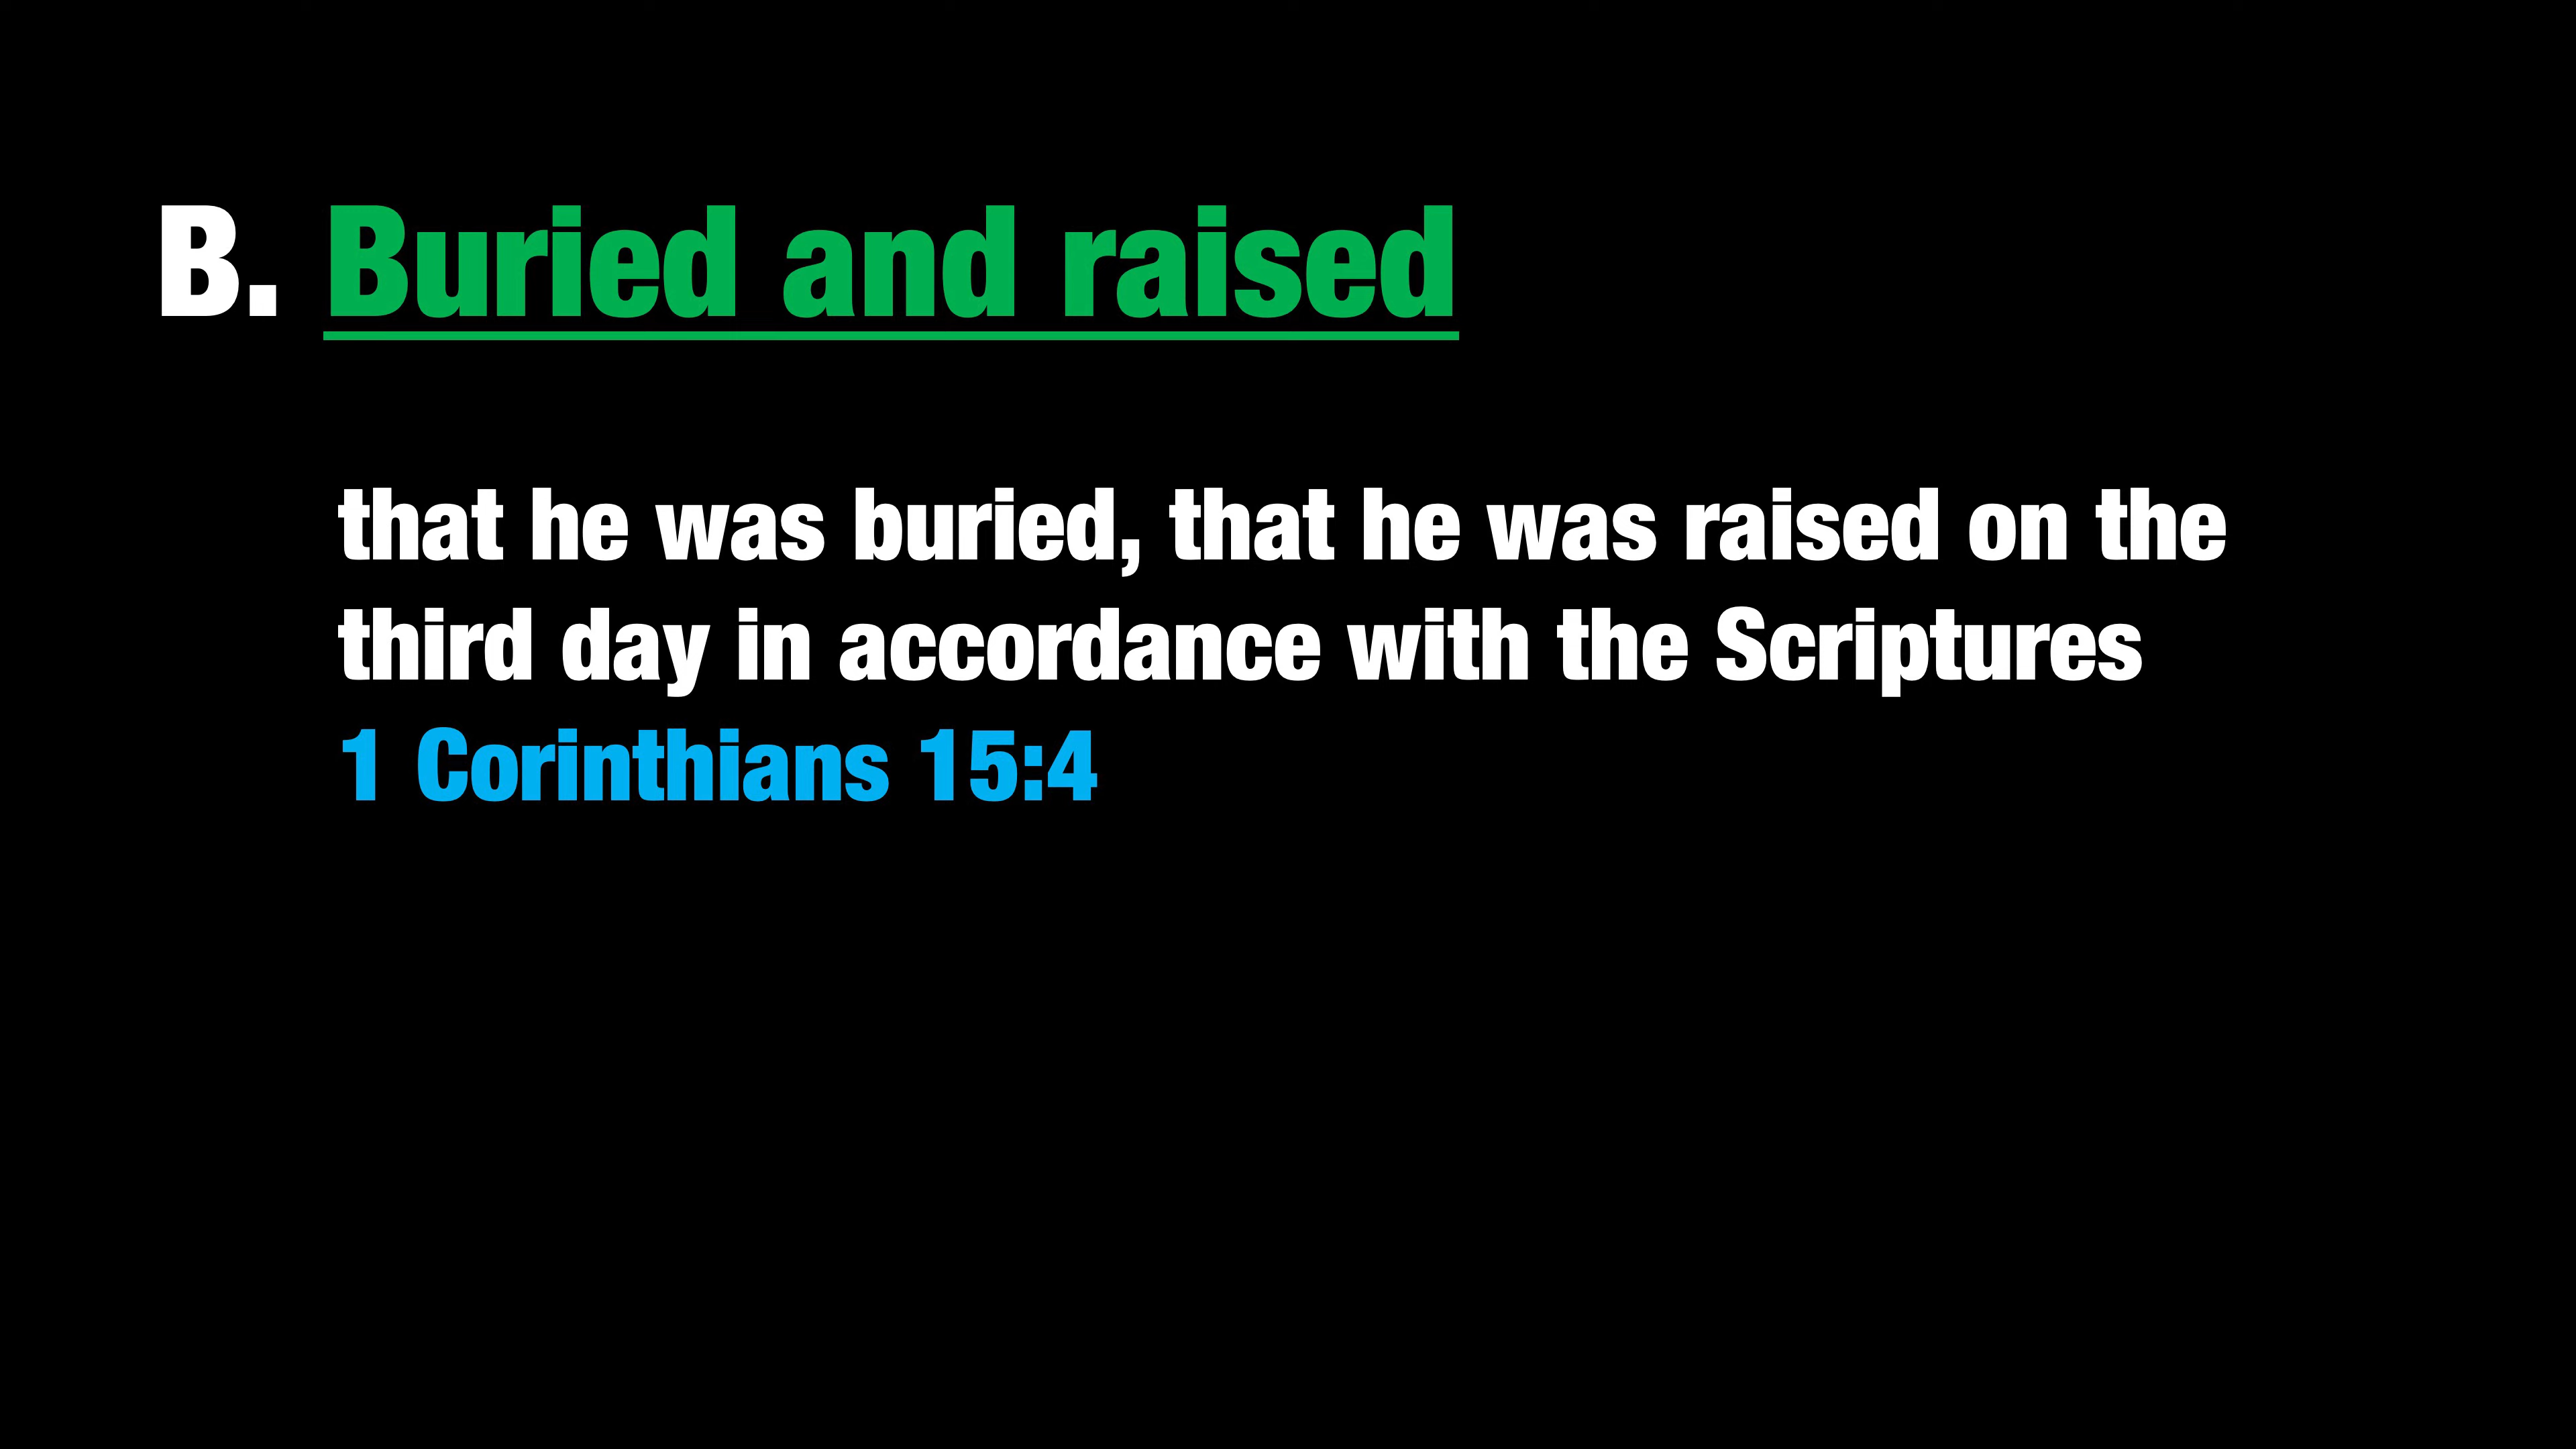 B. Buried and raised
that he was buried, that he was raised on the
third day in accordance with the Scriptures
1 Corinthians 15:4